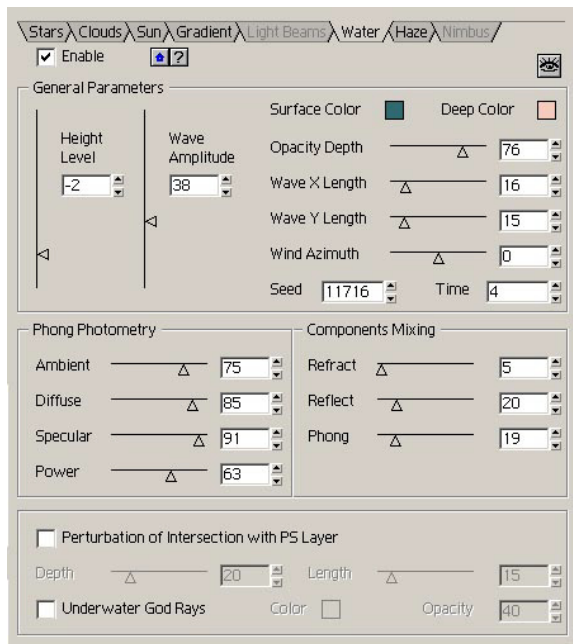 Stars Clouds Sun Gradient Light Beams Water Haze Nimbus
Enable ?
General Parameters
Surface Color Deep Color
Height Level
-2
Wave Amplitude
38
Opacity Depth 76
Wave X Length 16
Wave Y Length 15
Wind Azimuth 0
Seed 11716 Time 4
Phong Photometry
Ambient 75
Diffuse 85
Specular 91
Power 63
Components Mixing
Refract 5
Reflect 20
Phong 19
Perturbation of Intersection with PS Layer
Depth 20 Length 15
Underwater God Rays Color Opacity 40